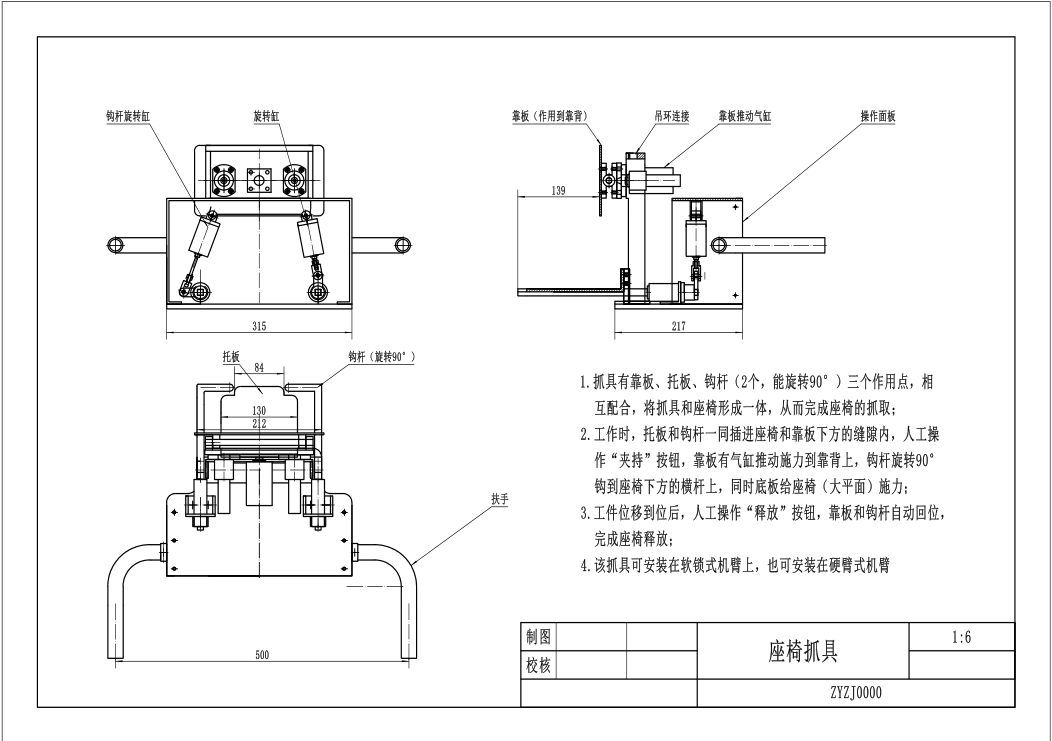 钩杆旋转缸
旋转缸
靠板（作用到靠背）
吊环连接
靠板推动气缸
操作面板
139
315
217
托板
钩杆（旋转90°）
84
130
212
扶手
500
1.抓具有靠板、托板、钩杆（2个，能旋转90°）三个作用点，相
互配合，将抓具和座椅形成一体，从而完成座椅的抓取；
2.工作时，托板和钩杆一同插进座椅和靠板下方的缝隙内，人工操
作“夹持”按钮，靠板有气缸推动施力到靠背上，钩杆旋转90°
钩到座椅下方的横杆上，同时底板给座椅（大平面）施力；
3.工件位移到位后，人工操作“释放”按钮，靠板和钩杆自动回位，
完成座椅释放；
4.该抓具可安装在软锁式机臂上，也可安装在硬臂式机臂
制图
座椅抓具
1:6
校核
ZYZJ0000